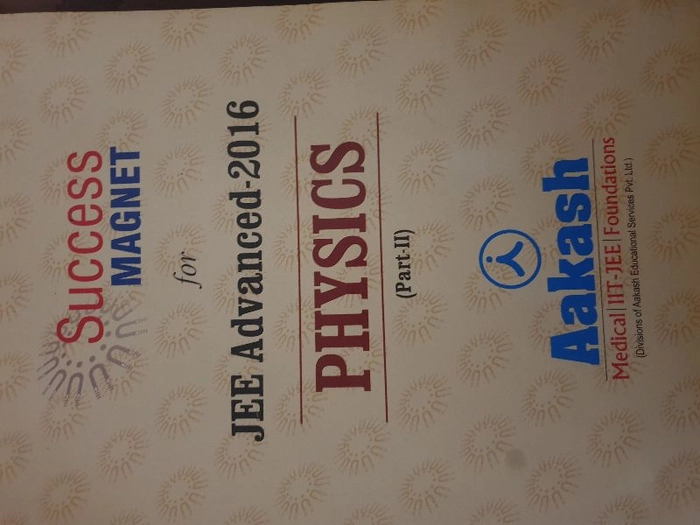 Success
MAGNET
for
JEE Advanced-2016
PHYSICS
(Part-II)
Aakash
Medical|IIT-JEE|Foundations
(Divisions of Aakash Educational Services Pvt. Ltd.)